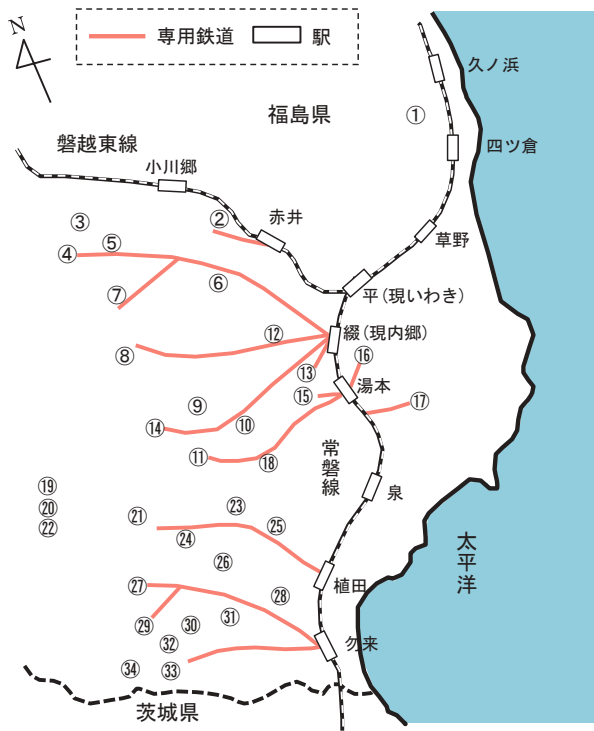 N
専用鉄道
駅
久ノ浜
福島県
①
四ツ倉
磐越東線
小川郷
赤井
②
③
草野
④
⑤
⑥
平(現いわき)
⑦
綴(現内郷)
⑫
⑧
⑬
⑯
湯本
⑮
⑰
⑨
⑩
⑭
⑪
⑱
常磐線
⑲
⑳
㉒
泉
㉓
㉑
㉕
㉔
太平洋
㉖
植田
㉗
㉘
㉛
㉙
㉚
㉜
勿来
㉞
㉝
茨城県